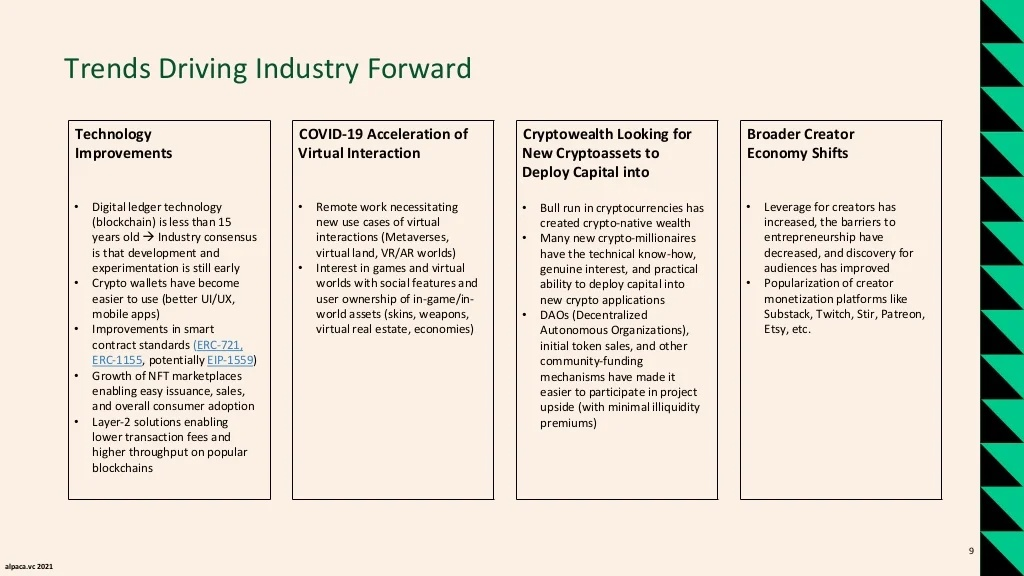 Trends Driving Industry Forward
Technology
Improvements
• Digital ledger technology
(blockchain) is less than 15
years old → Industry consensus
is that development and
experimentation is still early
• Crypto wallets have become
easier to use (better UI/UX,
mobile apps)
• Improvements in smart
contract standards (ERC-721,
ERC-1155, potentially EIP-1559)
• Growth of NFT marketplaces
enabling easy issuance, sales,
and overall consumer adoption
• Layer-2 solutions enabling
lower transaction fees and
higher throughput on popular
blockchains
COVID-19 Acceleration of
Virtual Interaction
• Remote work necessitating
new use cases of virtual
interactions (Metaverses,
virtual land, VR/AR worlds)
• Interest in games and virtual
worlds with social features and
user ownership of in-game/in-
world assets (skins, weapons,
virtual real estate, economies)
Cryptowealth Looking for
New Cryptoassets to
Deploy Capital into
• Bull run in cryptocurrencies has
created crypto-native wealth
• Many new crypto-millionaires
have the technical know-how,
genuine interest, and practical
ability to deploy capital into
new crypto applications
• DAOs (Decentralized
Autonomous Organizations),
initial token sales, and other
community-funding
mechanisms have made it
easier to participate in project
upside (with minimal illiquidity
premiums)
Broader Creator
Economy Shifts
• Leverage for creators has
increased, the barriers to
entrepreneurship have
decreased, and discovery for
audiences has improved
• Popularization of creator
monetization platforms like
Substack, Twitch, Stir, Patreon,
Etsy, etc.
9
alpaca.vc 2021